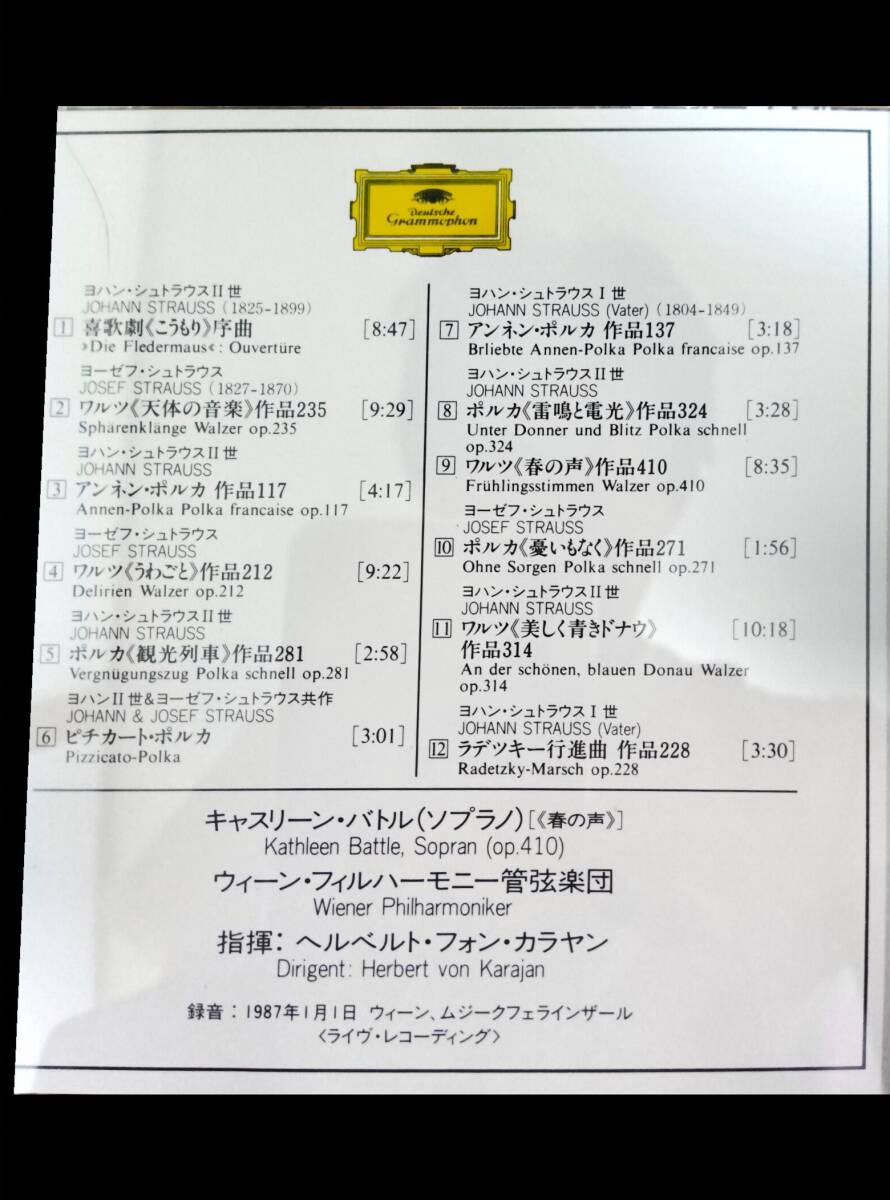 Deutsche
Grammophon
ヨハン・シュトラウスII世
JOHANN STRAUSS (1825-1899)
1 喜歌劇《こうもり》序曲 [8:47]
»Die Fledermaus«: Ouvertüre
ヨーゼフ・シュトラウス
JOSEF STRAUSS (1827-1870)
2 ワルツ《天体の音楽》作品235 [9:29]
Spharenklänge Walzer op.235
ヨハン・シュトラウスII世
JOHANN STRAUSS
3 アンネン・ポルカ 作品117 [4:17]
Annen-Polka Polka francaise op.117
ヨーゼフ・シュトラウス
JOSEF STRAUSS
4 ワルツ《うわごと》作品212 [9:22]
Delirien Walzer op.212
ヨハン・シュトラウスII世
JOHANN STRAUSS
5 ポルカ《観光列車》作品281 [2:58]
Vergnügungszug Polka schnell op.281
ヨハンII世&ヨーゼフ・シュトラウス共作
JOHANN & JOSEF STRAUSS
6 ピチカート・ポルカ [3:01]
Pizzicato-Polka
ヨハン・シュトラウスI世
JOHANN STRAUSS (Vater) (1804-1849)
7 アンネン・ポルカ 作品137 [3:18]
Brliebte Annen-Polka Polka francaise op.137
ヨハン・シュトラウスII世
JOHANN STRAUSS
8 ポルカ《雷鳴と電光》作品324 [3:28]
Unter Donner und Blitz Polka schnell
op.324
9 ワルツ《春の声》作品410 [8:35]
Frühlingsstimmen Walzer op.410
ヨーゼフ・シュトラウス
JOSEF STRAUSS
10 ポルカ《憂いもなく》作品271 [1:56]
Ohne Sorgen Polka schnell op.271
ヨハン・シュトラウスII世
JOHANN STRAUSS
11 ワルツ《美しく青きドナウ》 [10:18]
作品314
An der schönen, blauen Donau Walzer
op.314
ヨハン・シュトラウスI世
JOHANN STRAUSS (Vater)
12 ラデツキー行進曲 作品228 [3:30]
Radetzky-Marsch op.228
キャスリーン・バトル(ソプラノ)[《春の声》]
Kathleen Battle, Sopran (op.410)
ウィーン・フィルハーモニー管弦楽団
Wiener Philharmoniker
指揮: ヘルベルト・フォン・カラヤン
Dirigent: Herbert von Karajan
録音:1987年1月1日 ウィーン、ムジークフェラインザール
〈ライヴ・レコーディング〉